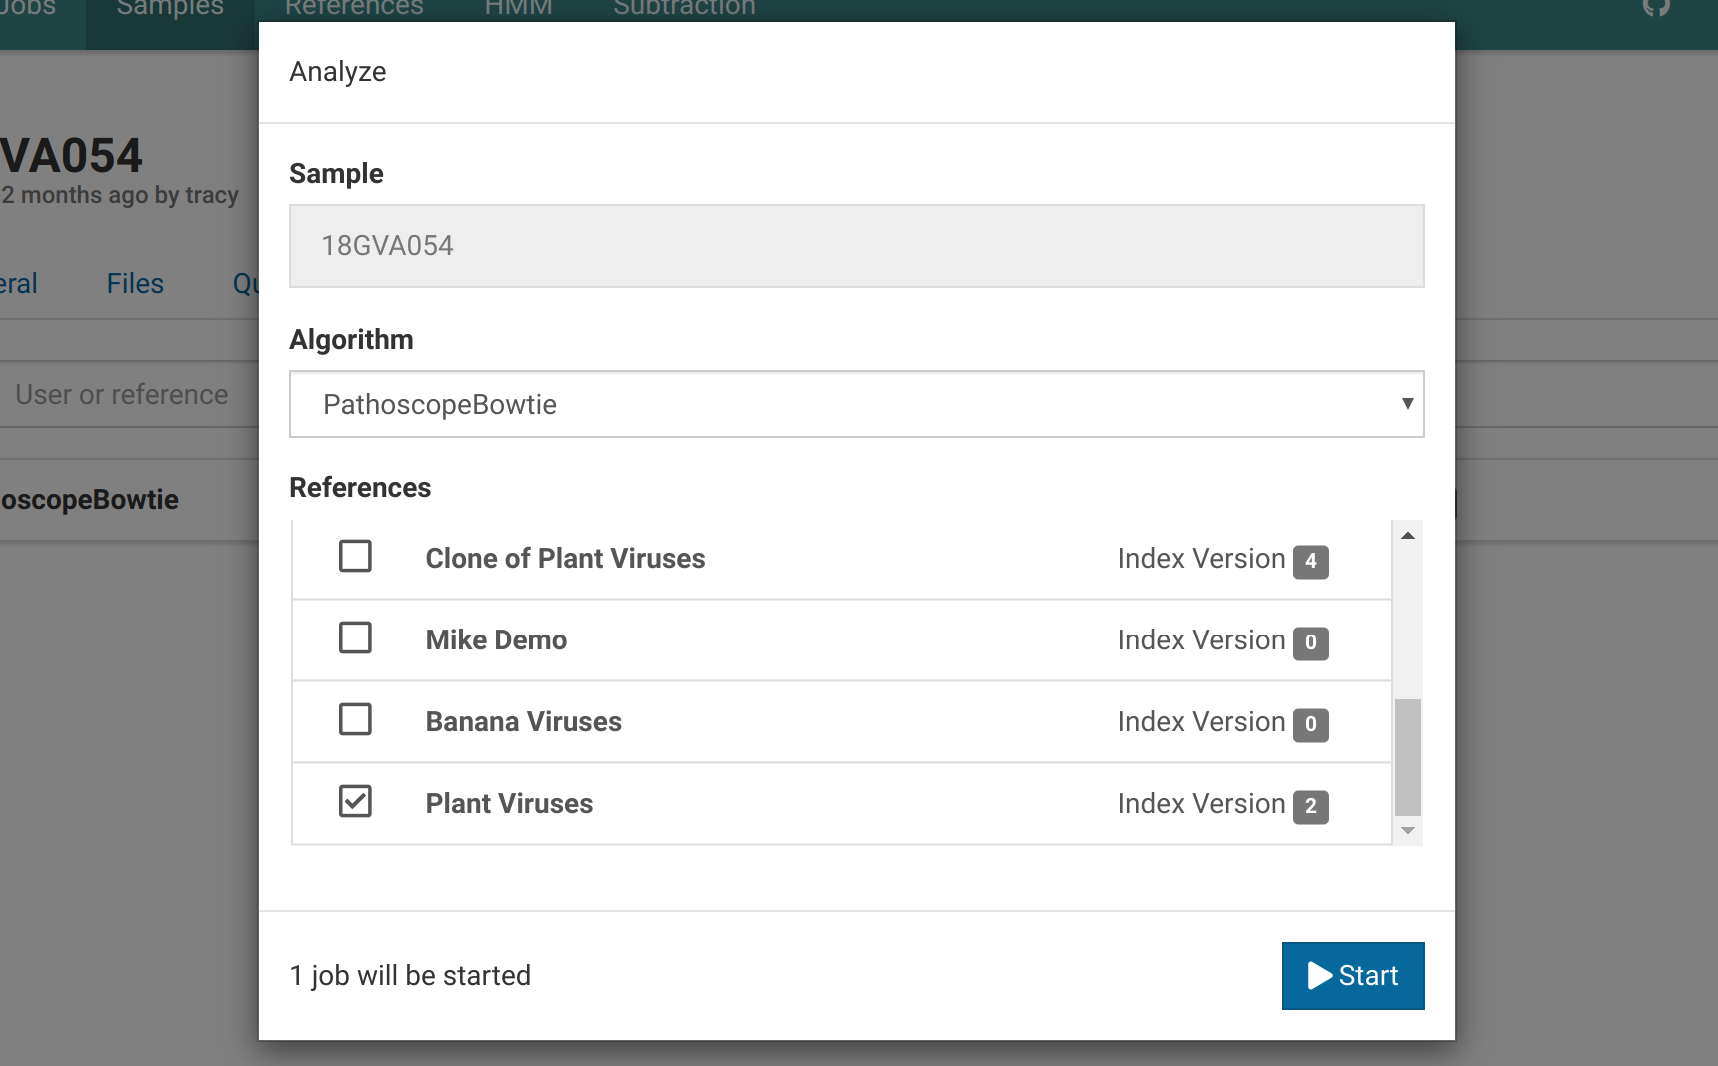 Jobs Samples References HMM Subtraction
Analyze
VA054
2 months ago by tracy
Sample
18GVA054
Files
Algorithm
User or reference
PathoscopeBowtie
References
oscopeBowtie
Clone of Plant Viruses Index Version 4
Mike Demo Index Version 0
Banana Viruses Index Version 0
Plant Viruses Index Version 2
1 job will be started
Start